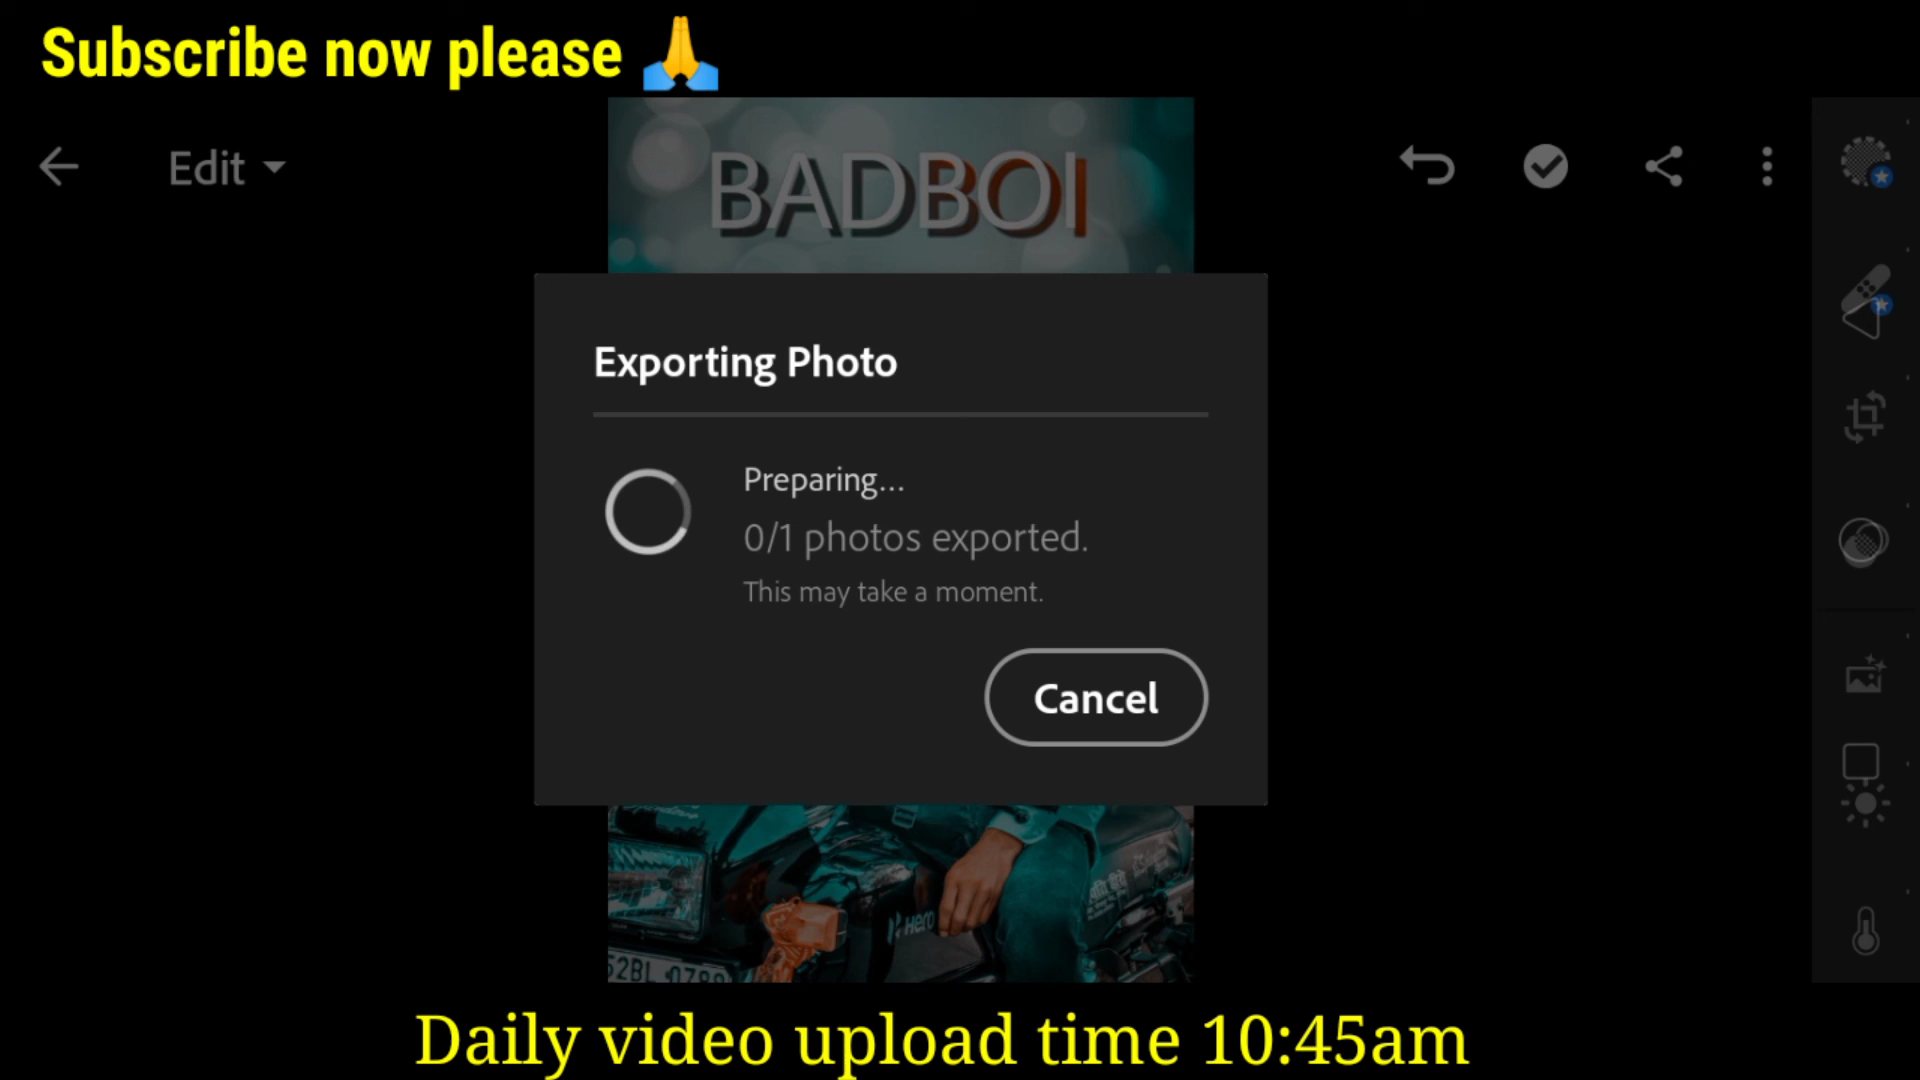 Subscribe now please 🙏
Edit
BADBOI
Exporting Photo
Preparing...
0/1 photos exported.
This may take a moment.
Cancel
Hero
Daily video upload time 10:45am